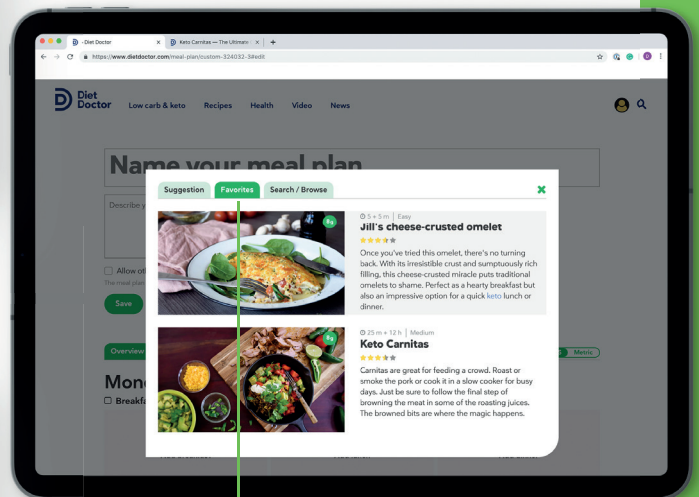 - Diet Doctor
Keto Carnitas — The Ultimate
https://www.dietdoctor.com/meal-plan/custom-324032-3#edit
Diet Doctor
Low carb & keto Recipes Health Video News
Name your meal plan
Describe y
Suggestion Favorites Search / Browse
6g
5 + 5 m | Easy
Jill's cheese-crusted omelet
Once you've tried this omelet, there's no turning
back. With its irresistible crust and sumptuously rich
filling, this cheese-crusted miracle puts traditional
omelets to shame. Perfect as a hearty breakfast but
also an impressive option for a quick keto lunch or
dinner.
Allow oth
The meal plan
Save
25 m + 12 h | Medium
Keto Carnitas
Carnitas are great for feeding a crowd. Roast or
smoke the pork or cook it in a slow cooker for busy
days. Just be sure to follow the final step of
browning the meat in some of the roasting juices.
The browned bits are where the magic happens.
Overview
Metric
Mon
Breakfa